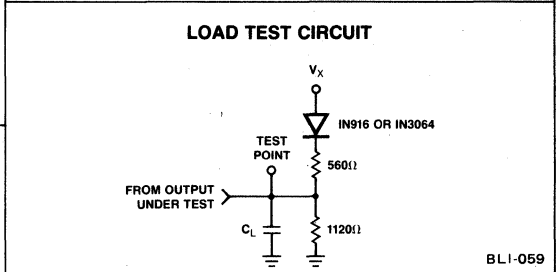 LOAD TEST CIRCUIT
VX
IN916 OR IN3064
TEST
POINT
560Ω
FROM OUTPUT
UNDER TEST
CL
1120Ω
BLI-059